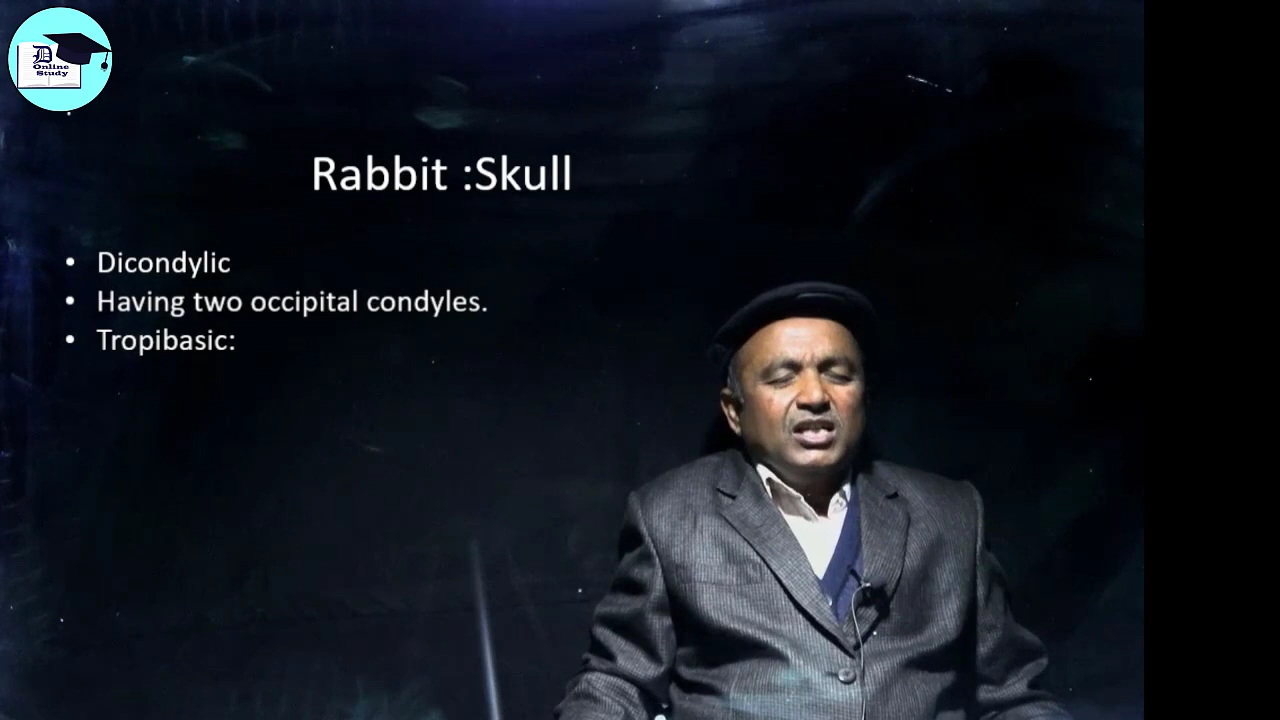 D
Online
Study
Rabbit :Skull
• Dicondylic
• Having two occipital condyles.
• Tropibasic: